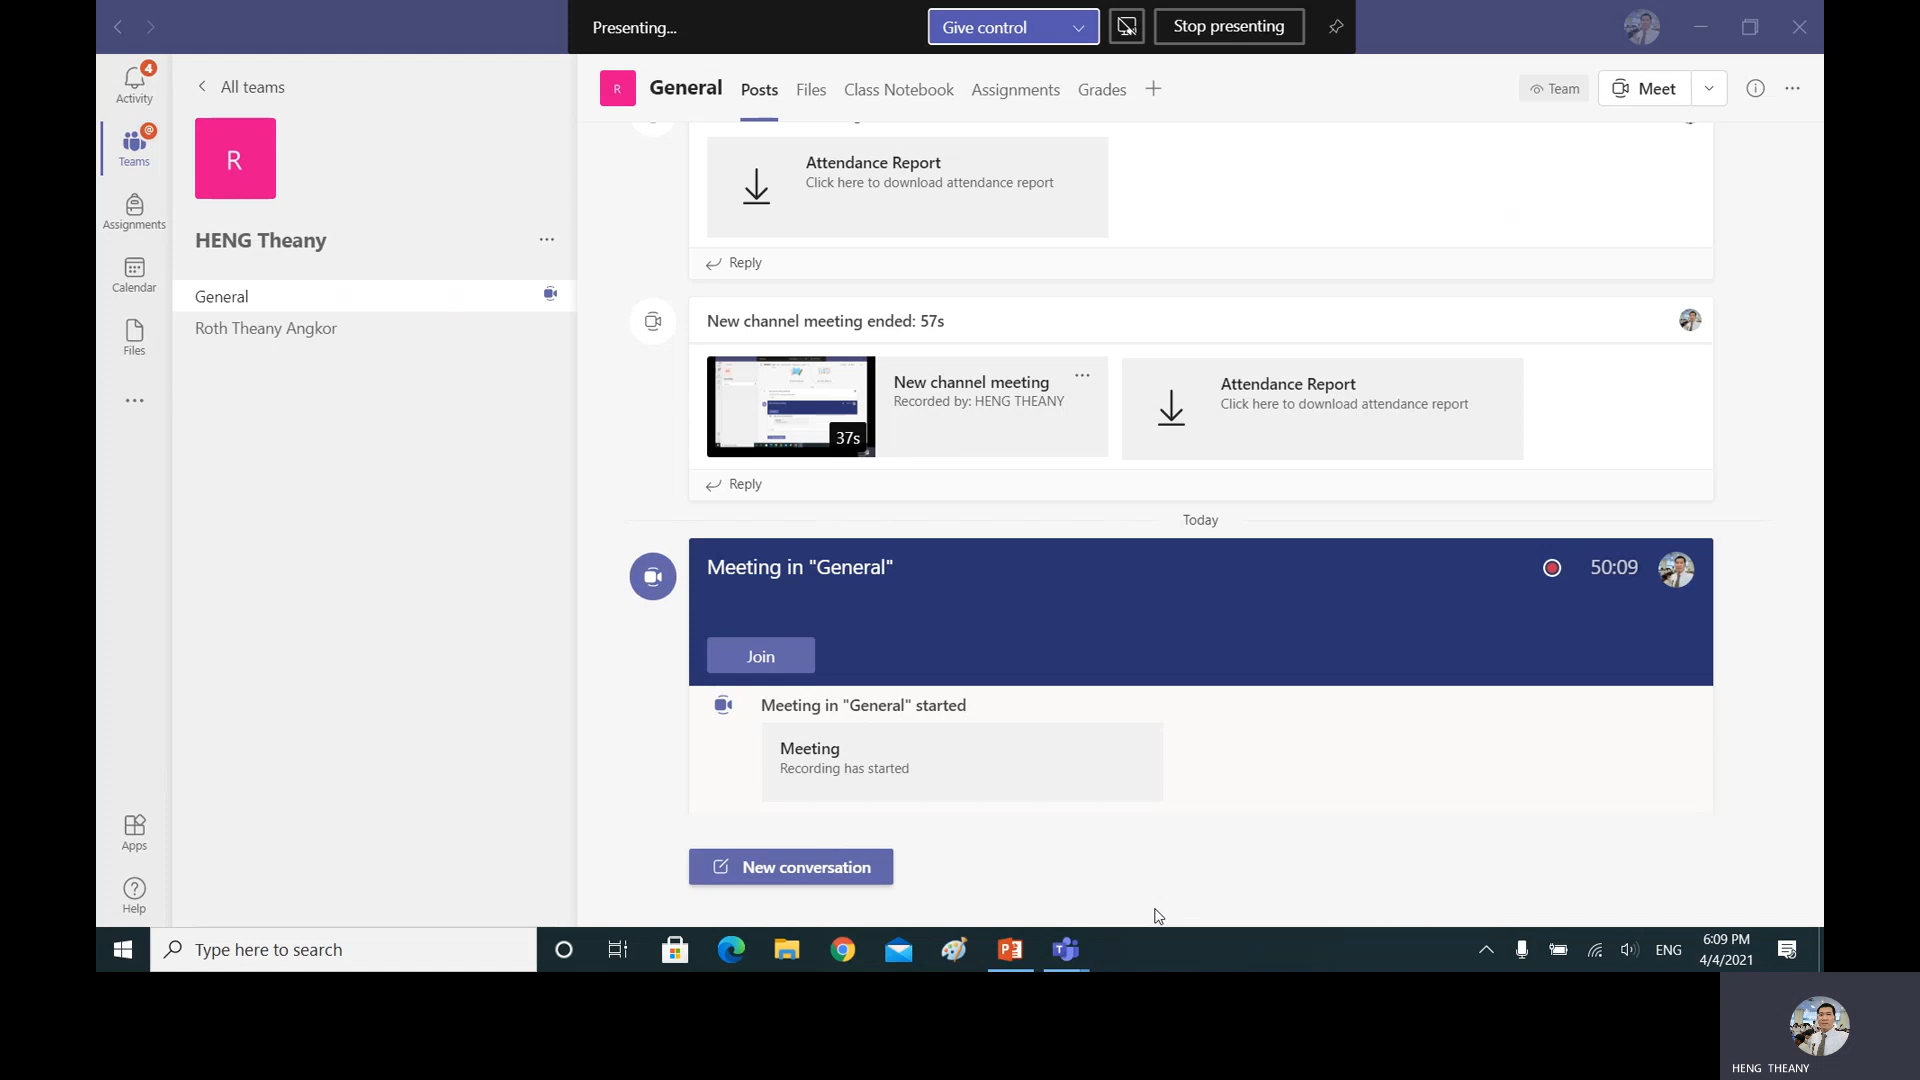 Presenting...
Give control
Stop presenting
4
Activity
@
Teams
Assignments
Calendar
Files
Apps
Help
All teams
R
HENG Theany
General
Roth Theany Angkor
R
General
Posts
Files
Class Notebook
Assignments
Grades
Team
Meet
Attendance Report
Click here to download attendance report
Reply
New channel meeting ended: 57s
37s
New channel meeting
Recorded by: HENG THEANY
Attendance Report
Click here to download attendance report
Reply
Today
Meeting in "General"
50:09
Join
Meeting in "General" started
Meeting
Recording has started
New conversation
Type here to search
ENG
6:09 PM
4/4/2021
HENG THEANY